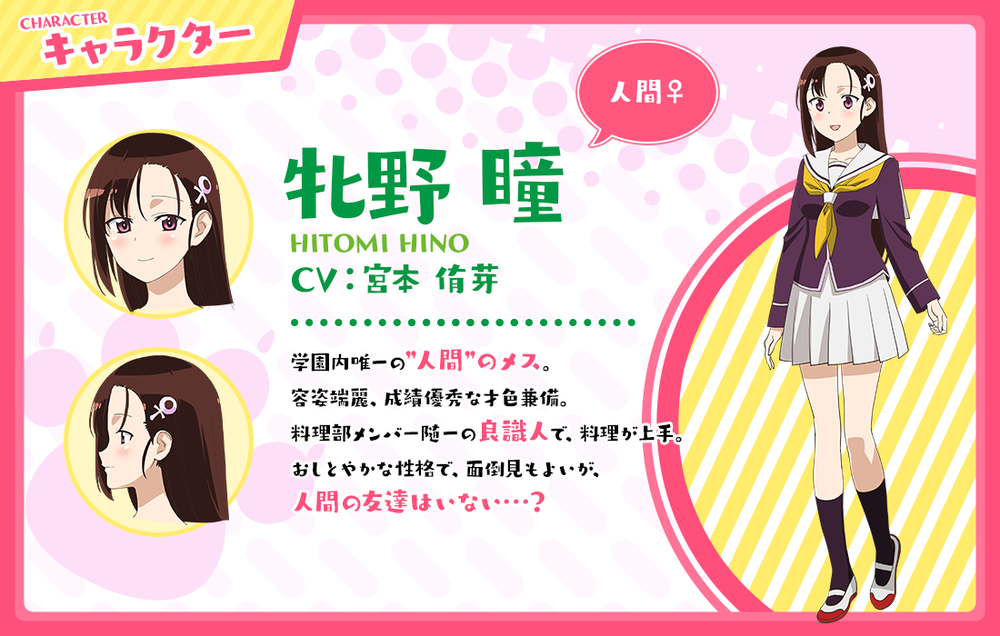 CHARACTER
キャラクター
人間♀
牝野 瞳
HITOMI HINO
CV：宮本 侑芽
学園内唯一の"人間"のメス。
容姿端麗、成績優秀な才色兼備。
料理部メンバー随一の良識人で、料理が上手。
おしとやかな性格で、面倒見もよいが、
人間の友達はいない…？